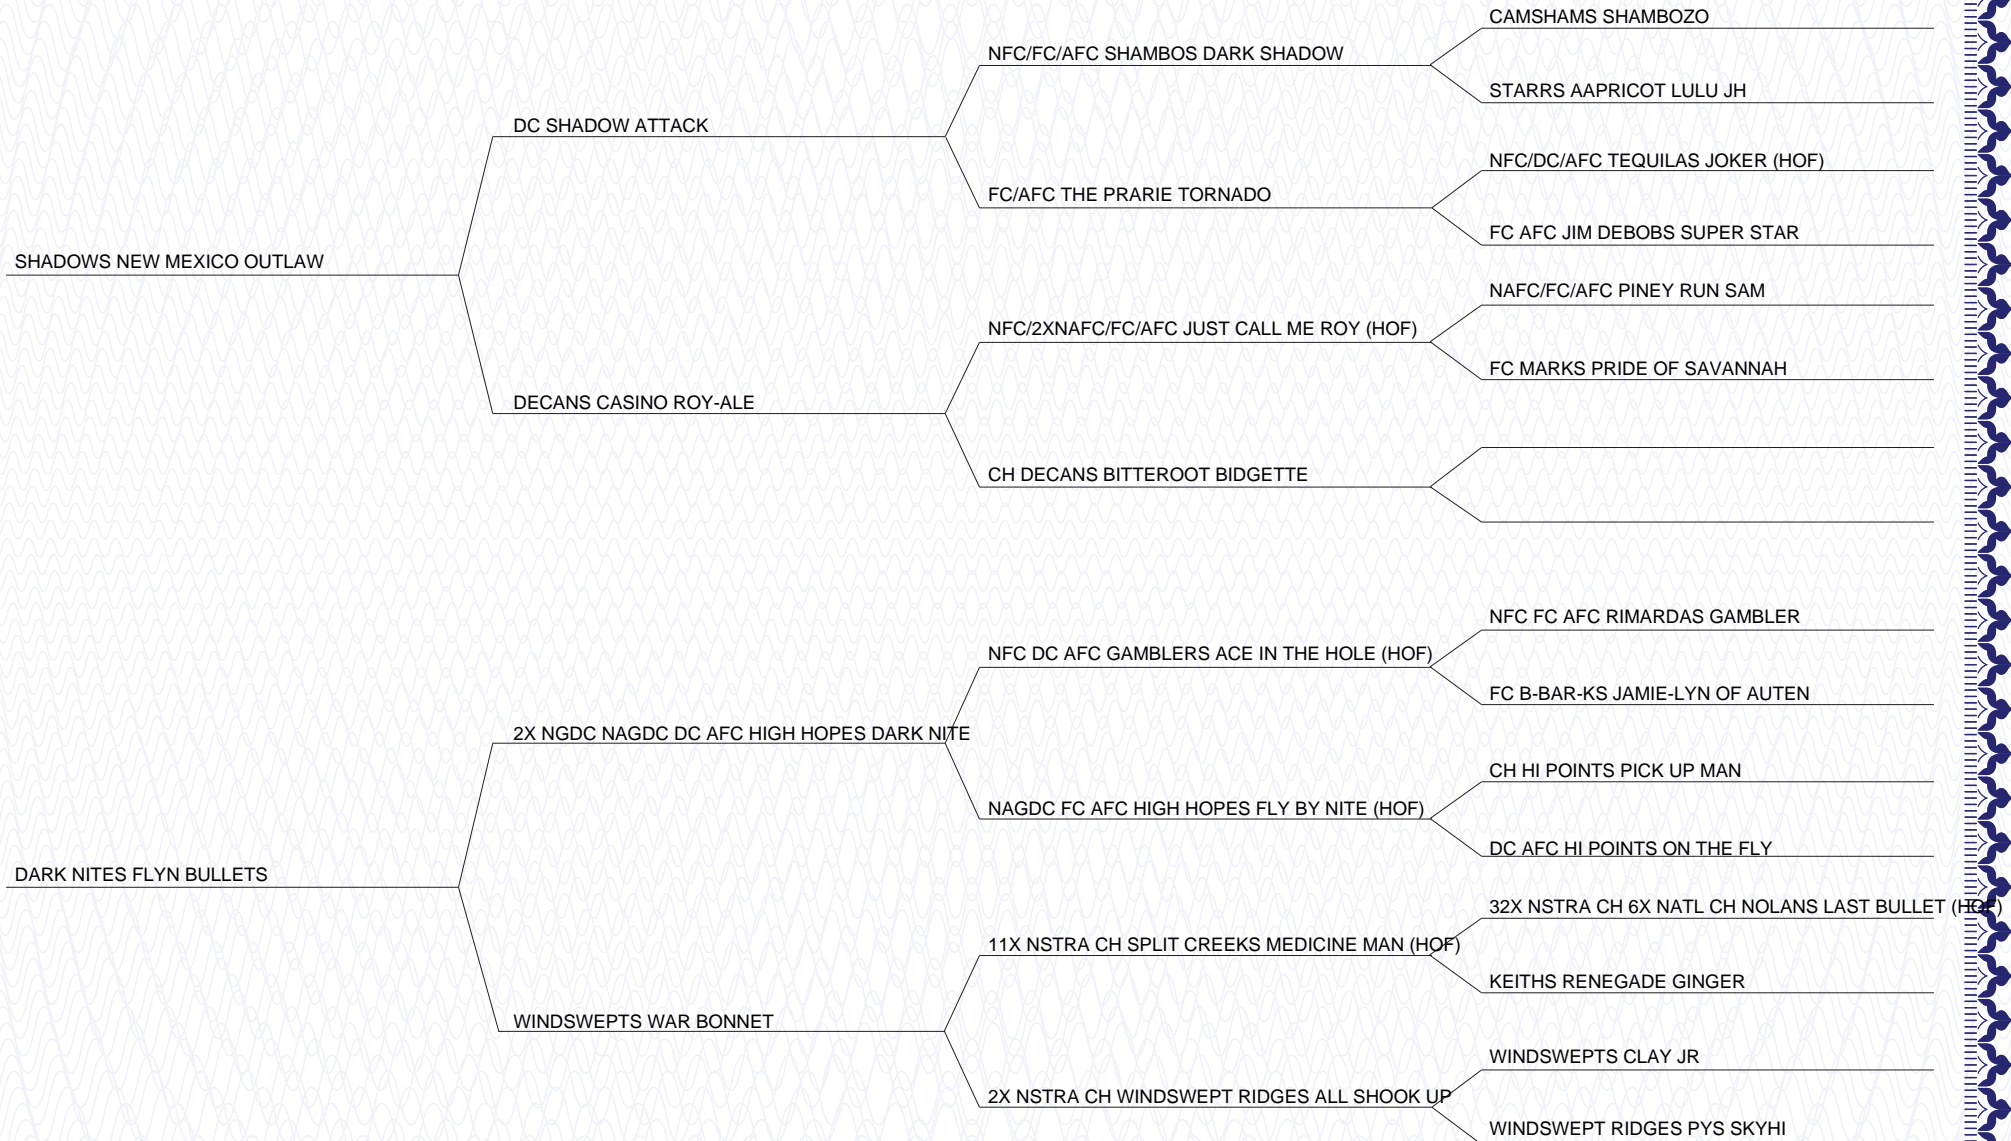 CAMSHAMS SHAMBOZO
NFC/FC/AFC SHAMBOS DARK SHADOW
STARRS AAPRICOT LULU JH
DC SHADOW ATTACK
NFC/DC/AFC TEQUILAS JOKER (HOF)
FC/AFC THE PRARIE TORNADO
FC AFC JIM DEBOBS SUPER STAR
SHADOWS NEW MEXICO OUTLAW
NAFC/FC/AFC PINEY RUN SAM
NFC/2XNAFC/FC/AFC JUST CALL ME ROY (HOF)
FC MARKS PRIDE OF SAVANNAH
DECANS CASINO ROY-ALE
CH DECANS BITTEROOT BIDGETTE
NFC FC AFC RIMARDAS GAMBLER
NFC DC AFC GAMBLERS ACE IN THE HOLE (HOF)
FC B-BAR-KS JAMIE-LYN OF AUTEN
2X NGDC NAGDC DC AFC HIGH HOPES DARK NITE
CH HI POINTS PICK UP MAN
NAGDC FC AFC HIGH HOPES FLY BY NITE (HOF)
DC AFC HI POINTS ON THE FLY
DARK NITES FLYN BULLETS
32X NSTRA CH 6X NATL CH NOLANS LAST BULLET (HOF)
11X NSTRA CH SPLIT CREEKS MEDICINE MAN (HOF)
KEITHS RENEGADE GINGER
WINDSWEPTS WAR BONNET
WINDSWEPTS CLAY JR
2X NSTRA CH WINDSWEPT RIDGES ALL SHOOK UP
WINDSWEPT RIDGES PYS SKYHI